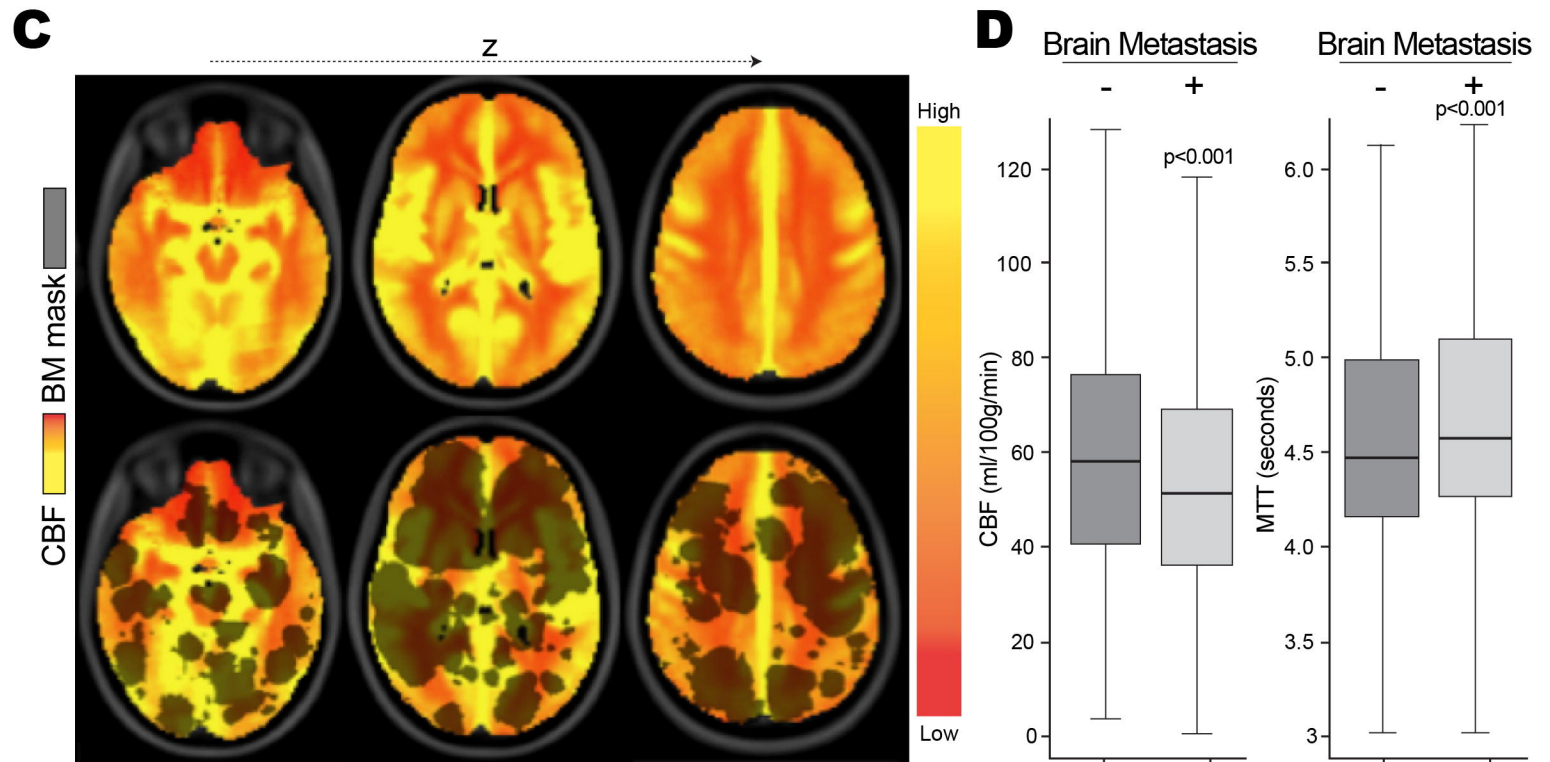 C
z
CBF BM mask
High
Low
D
Brain Metastasis
- +
p<0.001
CBF (ml/100g/min)
120
100
80
60
40
20
0
Brain Metastasis
- +
p<0.001
MTT (seconds)
6.0
5.5
5.0
4.5
4.0
3.5
3